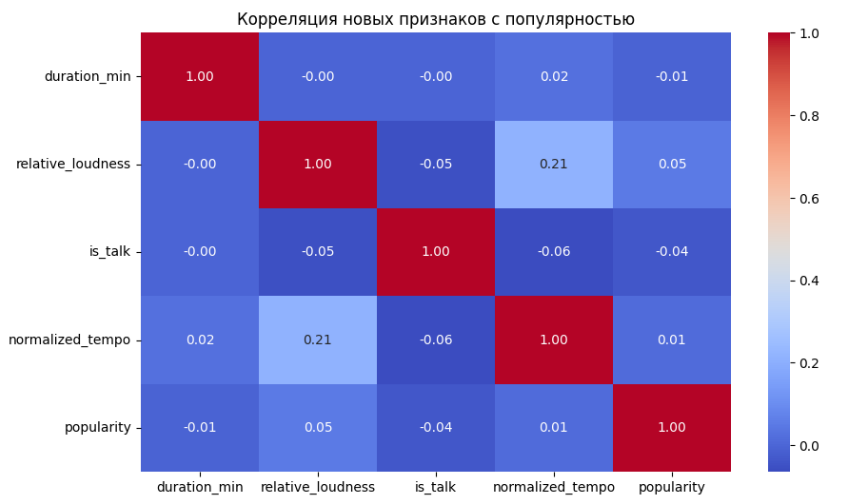 Корреляция новых признаков с популярностью
duration_min 1.00 -0.00 -0.00 0.02 -0.01
relative_loudness -0.00 1.00 -0.05 0.21 0.05
is_talk -0.00 -0.05 1.00 -0.06 -0.04
normalized_tempo 0.02 0.21 -0.06 1.00 0.01
popularity -0.01 0.05 -0.04 0.01 1.00
duration_min relative_loudness is_talk normalized_tempo popularity
1.0
0.8
0.6
0.4
0.2
0.0